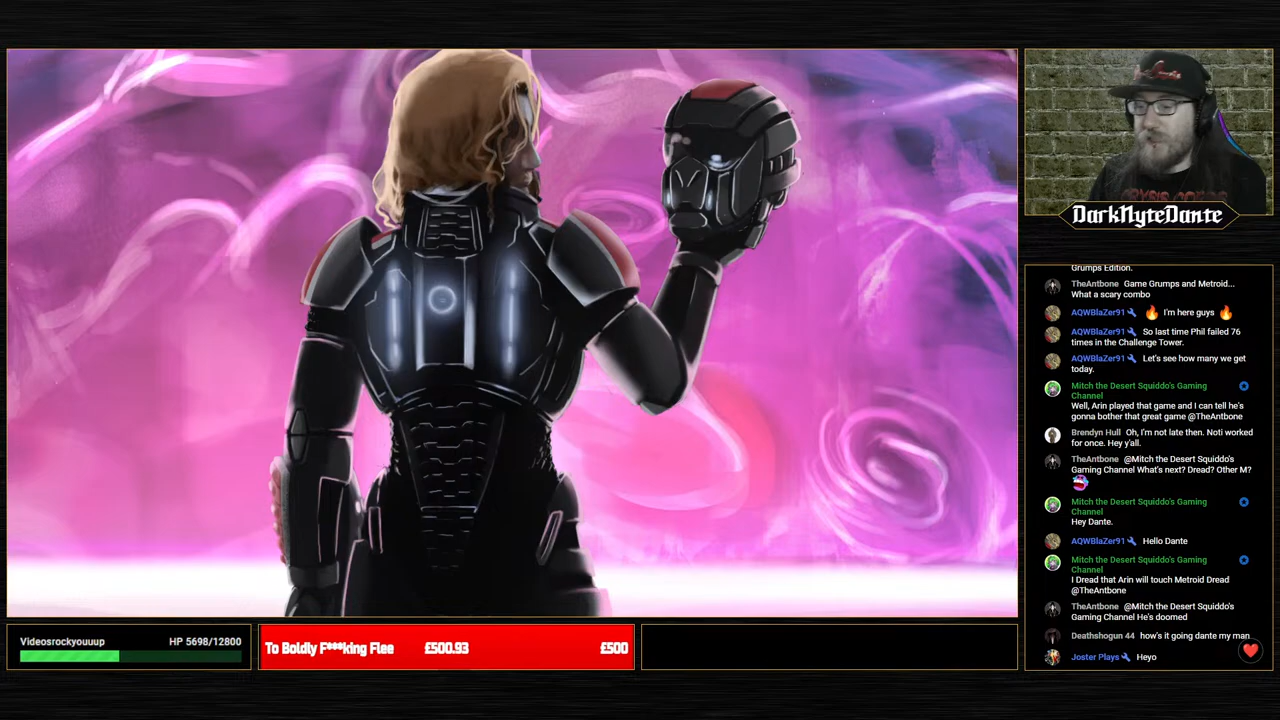 DarkNyteDante
Grumps Edition.
TheAntbone Game Grumps and Metroid...
What a scary combo
AQWBlaZer91 🔥 I'm here guys 🔥
AQWBlaZer91 So last time Phil failed 76
times in the Challenge Tower.
AQWBlaZer91 Let's see how many we get
today.
Mitch the Desert Squiddo's Gaming
Channel
Well, Arin played that game and I can tell he's
gonna bother that great game @TheAntbone
Brendyn Hull Oh, I'm not late then. Noti worked
for once. Hey y'all.
TheAntbone @Mitch the Desert Squiddo's
Gaming Channel What's next? Dread? Other M?
Mitch the Desert Squiddo's Gaming
Channel
Hey Dante.
AQWBlaZer91 Hello Dante
Mitch the Desert Squiddo's Gaming
Channel
I Dread that Arin will touch Metroid Dread
@TheAntbone
TheAntbone @Mitch the Desert Squiddo's
Gaming Channel He's doomed
Deathshogun 44 how's it going dante my man
Joster Plays Heyo
Videosrockyouuup HP 5698/12800
To Boldly F***king Flee £500.93 £500